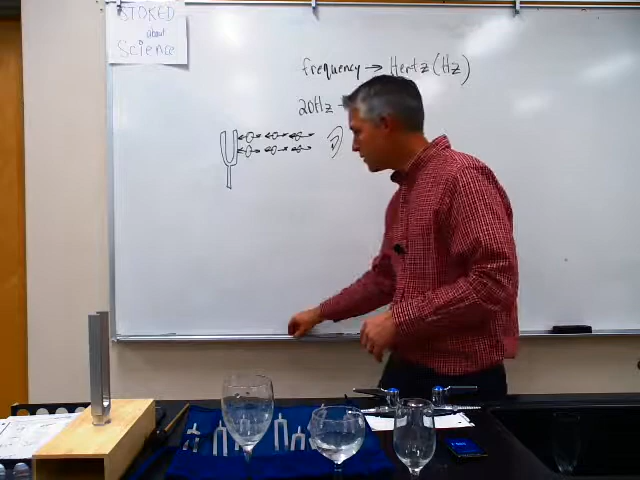 STOKED
about
Science
frequency → Hertz (Hz)
20Hz -